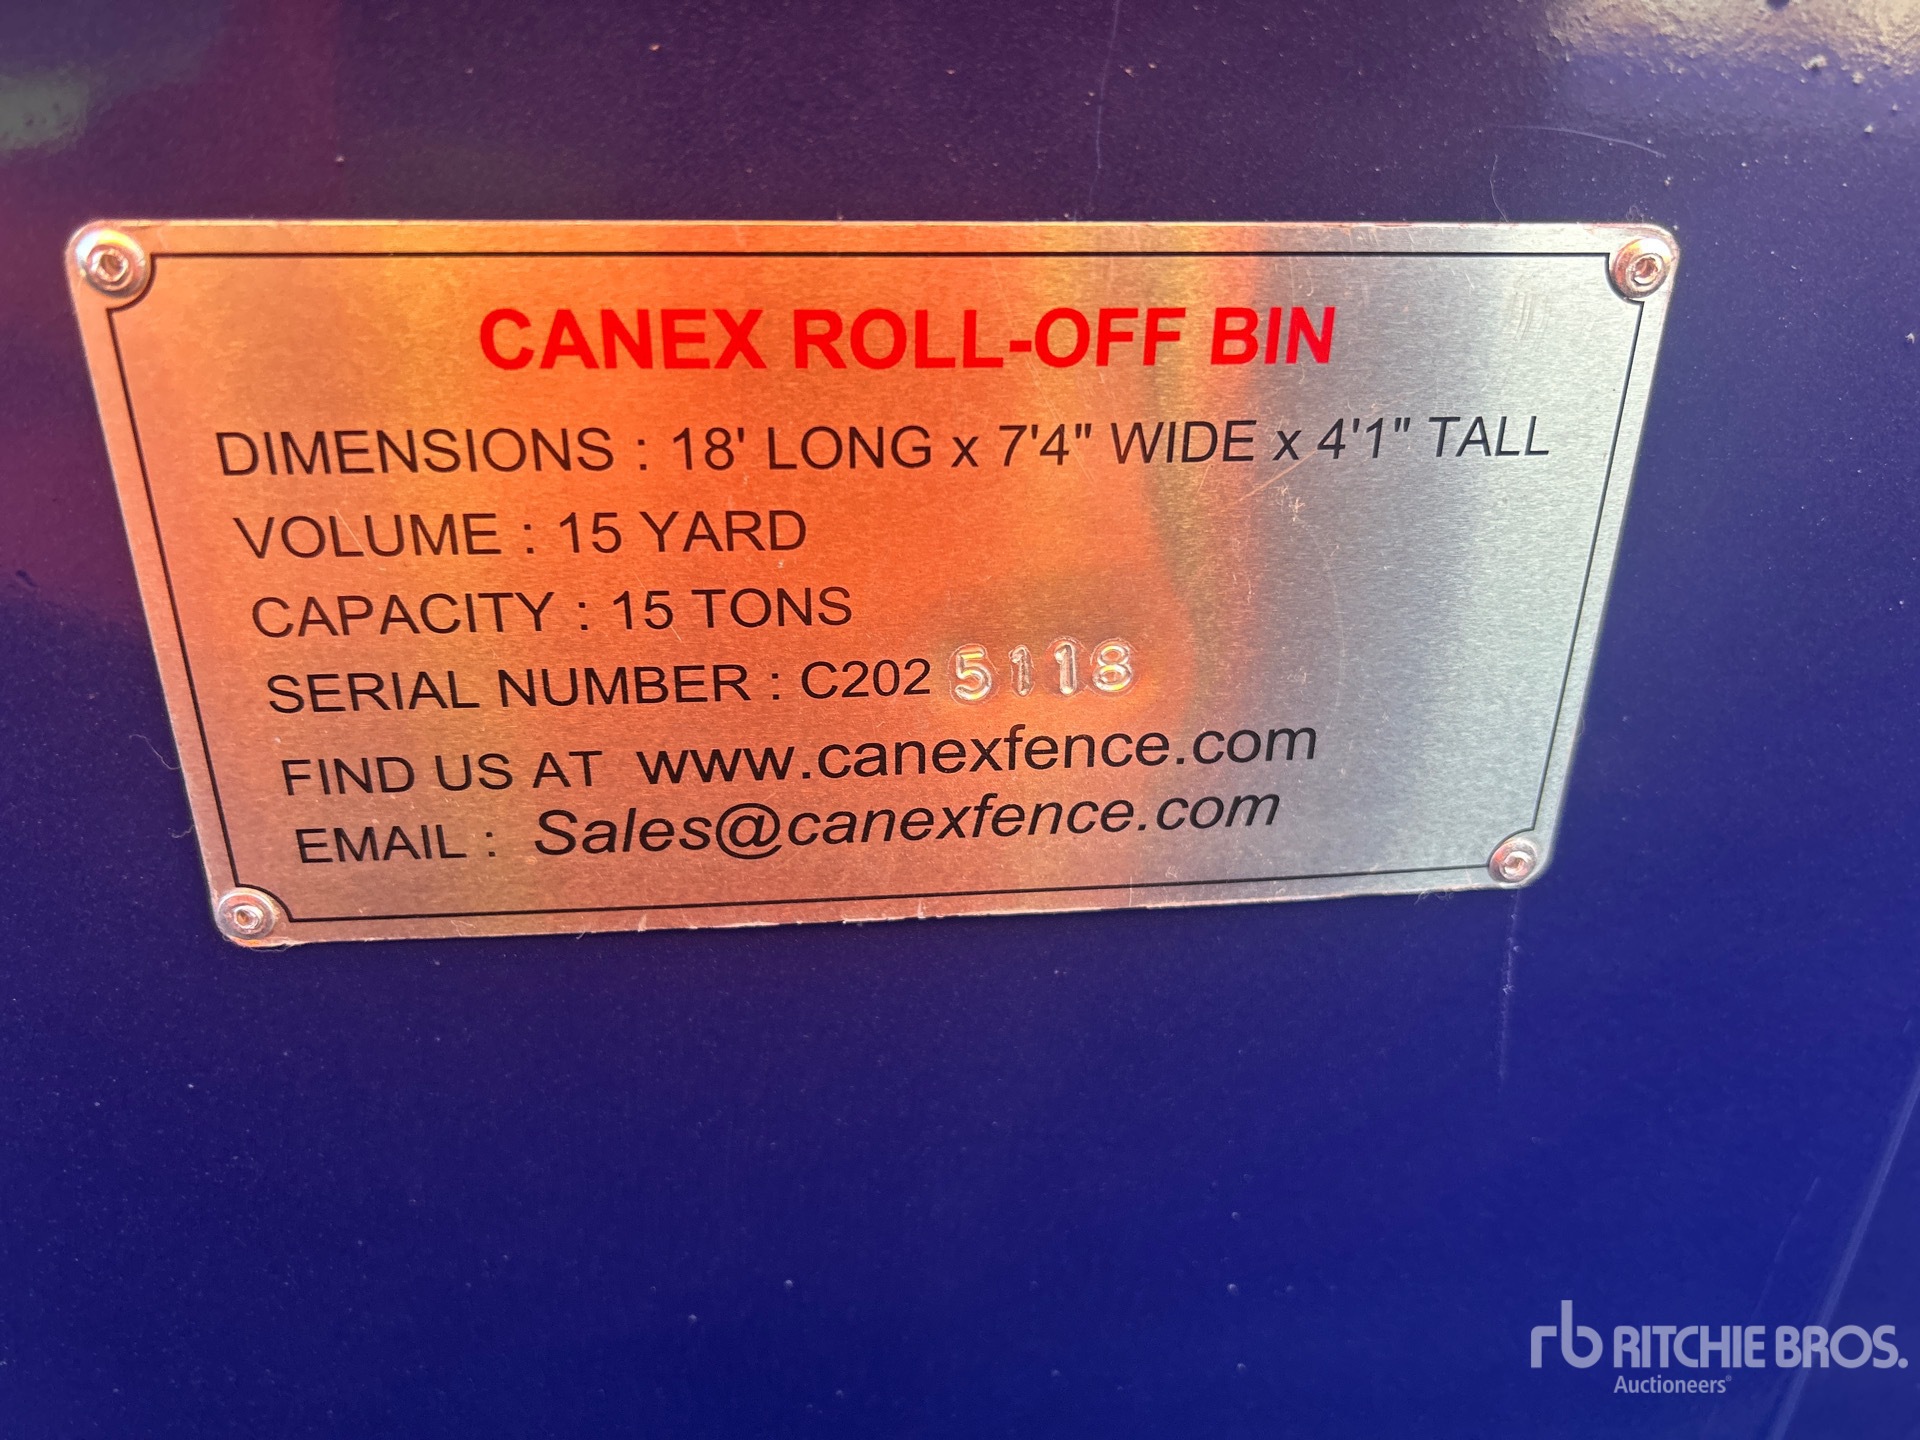 CANEX ROLL-OFF BIN
DIMENSIONS : 18' LONG x 7'4" WIDE x 4'1" TALL
VOLUME : 15 YARD
CAPACITY : 15 TONS
SERIAL NUMBER : C202 5118
FIND US AT www.canexfence.com
EMAIL : Sales@canexfence.com
rb RITCHIE BROS.
Auctioneers®